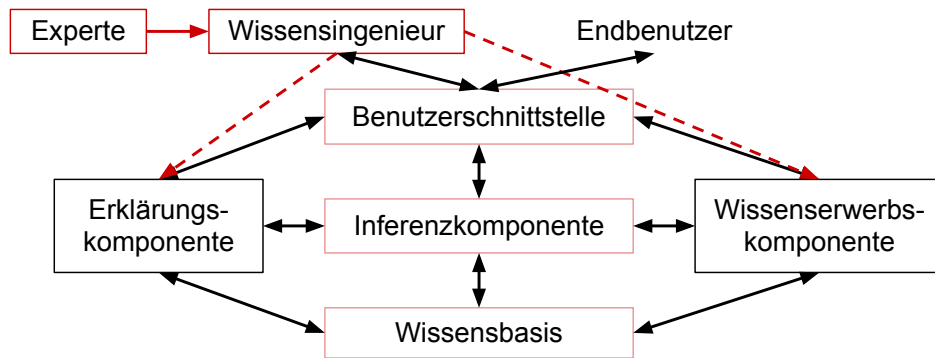 Experte
Wissensingenieur
Endbenutzer
Benutzerschnittstelle
Erklärungs-
komponente
Inferenzkomponente
Wissenserwerbs-
komponente
Wissensbasis